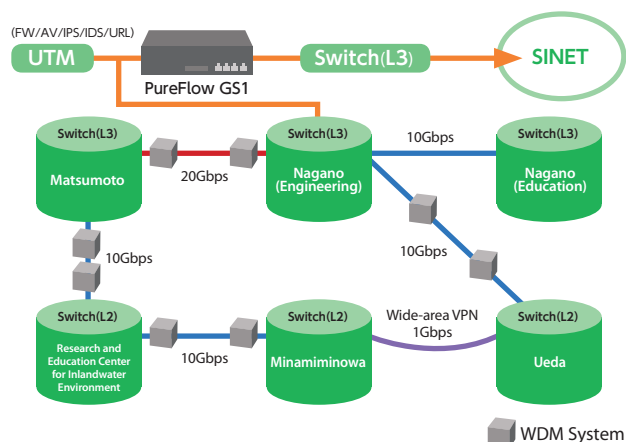 (FW/AV/IPS/IDS/URL)
UTM
PureFlow GS1
Switch(L3)
SINET
Switch(L3)
Matsumoto
20Gbps
Switch(L3)
Nagano
(Engineering)
10Gbps
Switch(L3)
Nagano
(Education)
10Gbps
10Gbps
Switch(L2)
Research and
Education Center
for Inlandwater
Environment
10Gbps
Switch(L2)
Minamiminowa
Wide-area VPN
1Gbps
Switch(L2)
Ueda
WDM System